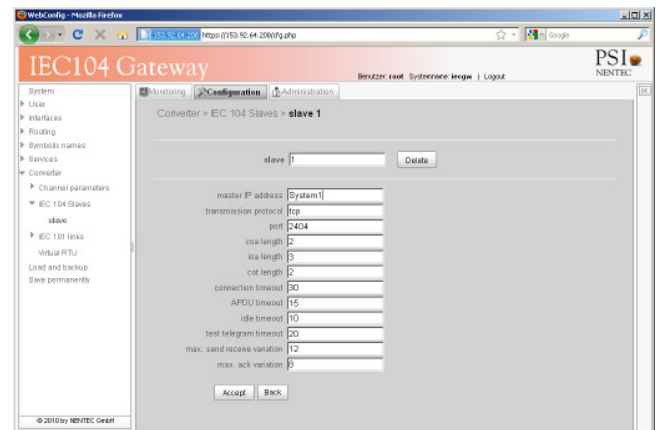 WebConfig - Mozilla Firefox
153.92.64.200 https://153.92.64.208/cfg.php
Google
IEC104 Gateway
PSI
NENTEC
Benutzer: root Systemname: iecgw | Logout
Monitoring Configuration Administration
System
User
Interfaces
Routing
Symbolic names
Services
Converter
Channel parameters
IEC 104 Slaves
slave
IEC 101 links
Virtual RTU
Load and backup
Save permanently
Converter > IEC 104 Slaves > slave 1
slave 1 Delete
master IP address System1
transmission protocol tcp
port 2404
coa length 2
ioa length 3
cot length 2
connection timeout 30
APDU timeout 15
idle timeout 10
test telegram timeout 20
max. send receive variation 12
max. ack variation 8
Accept Back
© 2010 by NENTEC GmbH